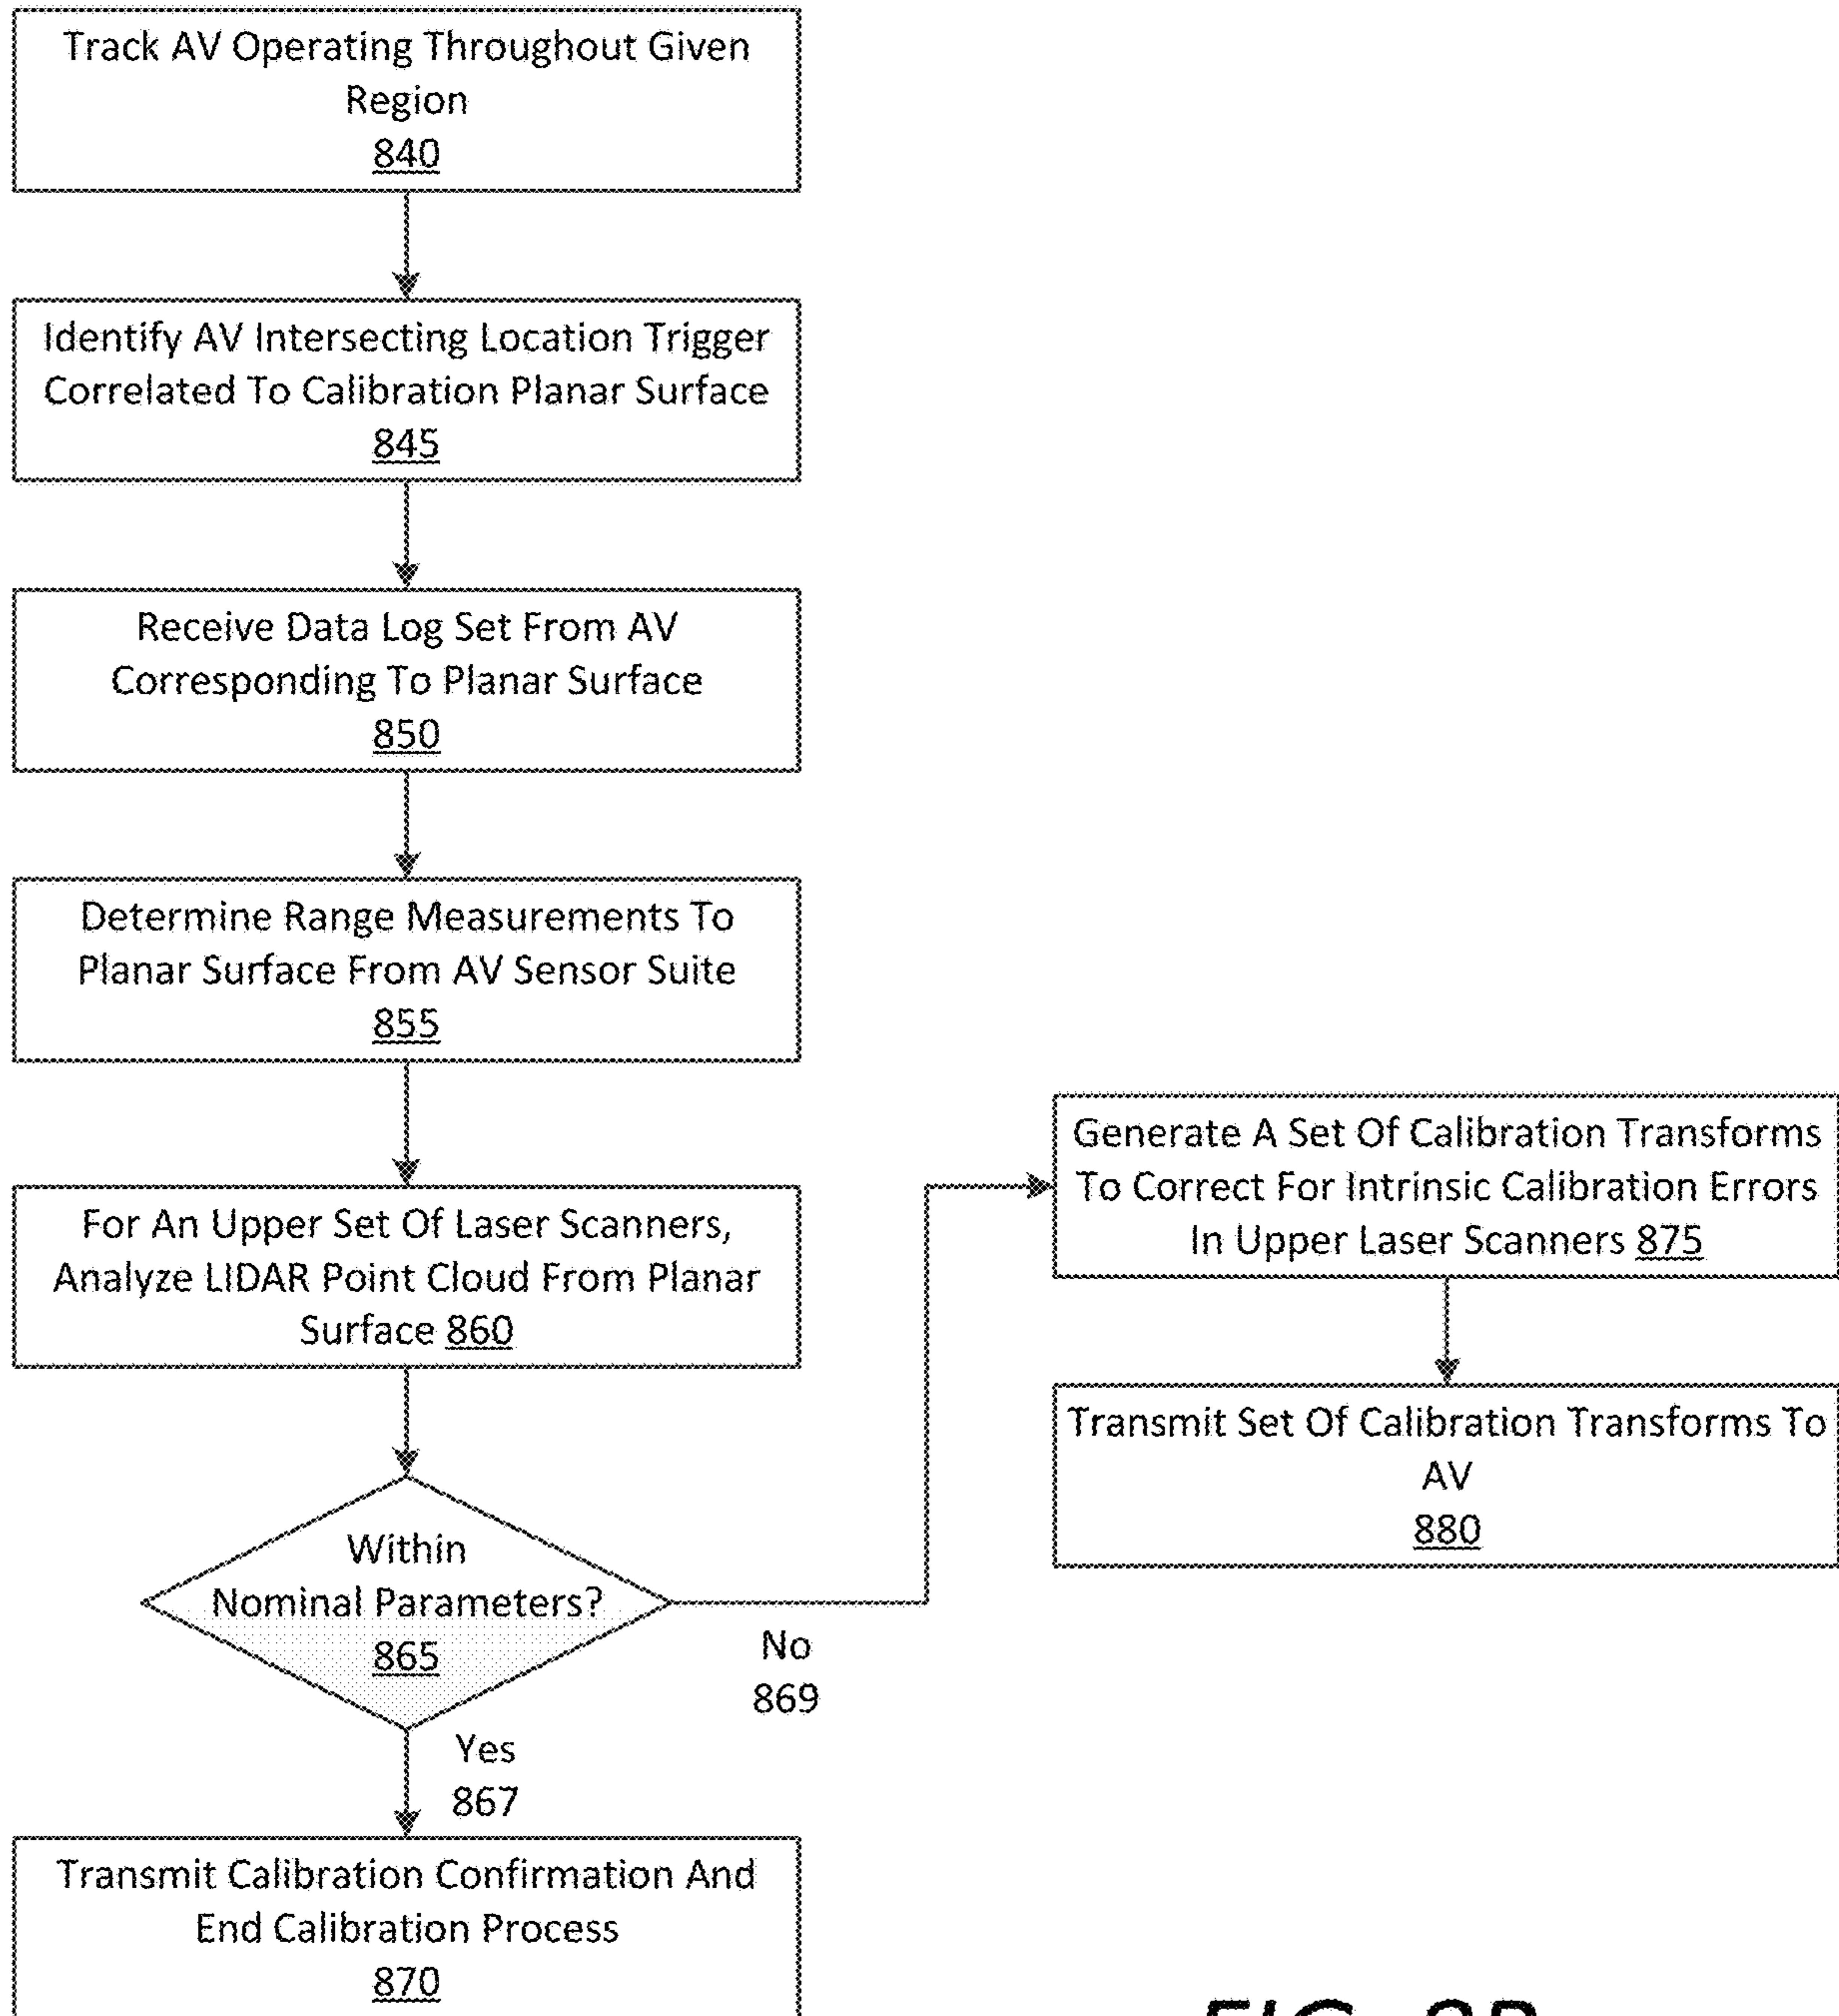 Track AV Operating Throughout Given
Region
840
Identify AV Intersecting Location Trigger
Correlated To Calibration Planar Surface
845
Receive Data Log Set From AV
Corresponding To Planar Surface
850
Determine Range Measurements To
Planar Surface From AV Sensor Suite
855
For An Upper Set Of Laser Scanners,
Analyze LIDAR Point Cloud From Planar
Surface 860
Within
Nominal Parameters?
865
No
869
Yes
867
Transmit Calibration Confirmation And
End Calibration Process
870
Generate A Set Of Calibration Transforms
To Correct For Intrinsic Calibration Errors
In Upper Laser Scanners 875
Transmit Set Of Calibration Transforms To
AV
880
FIG.